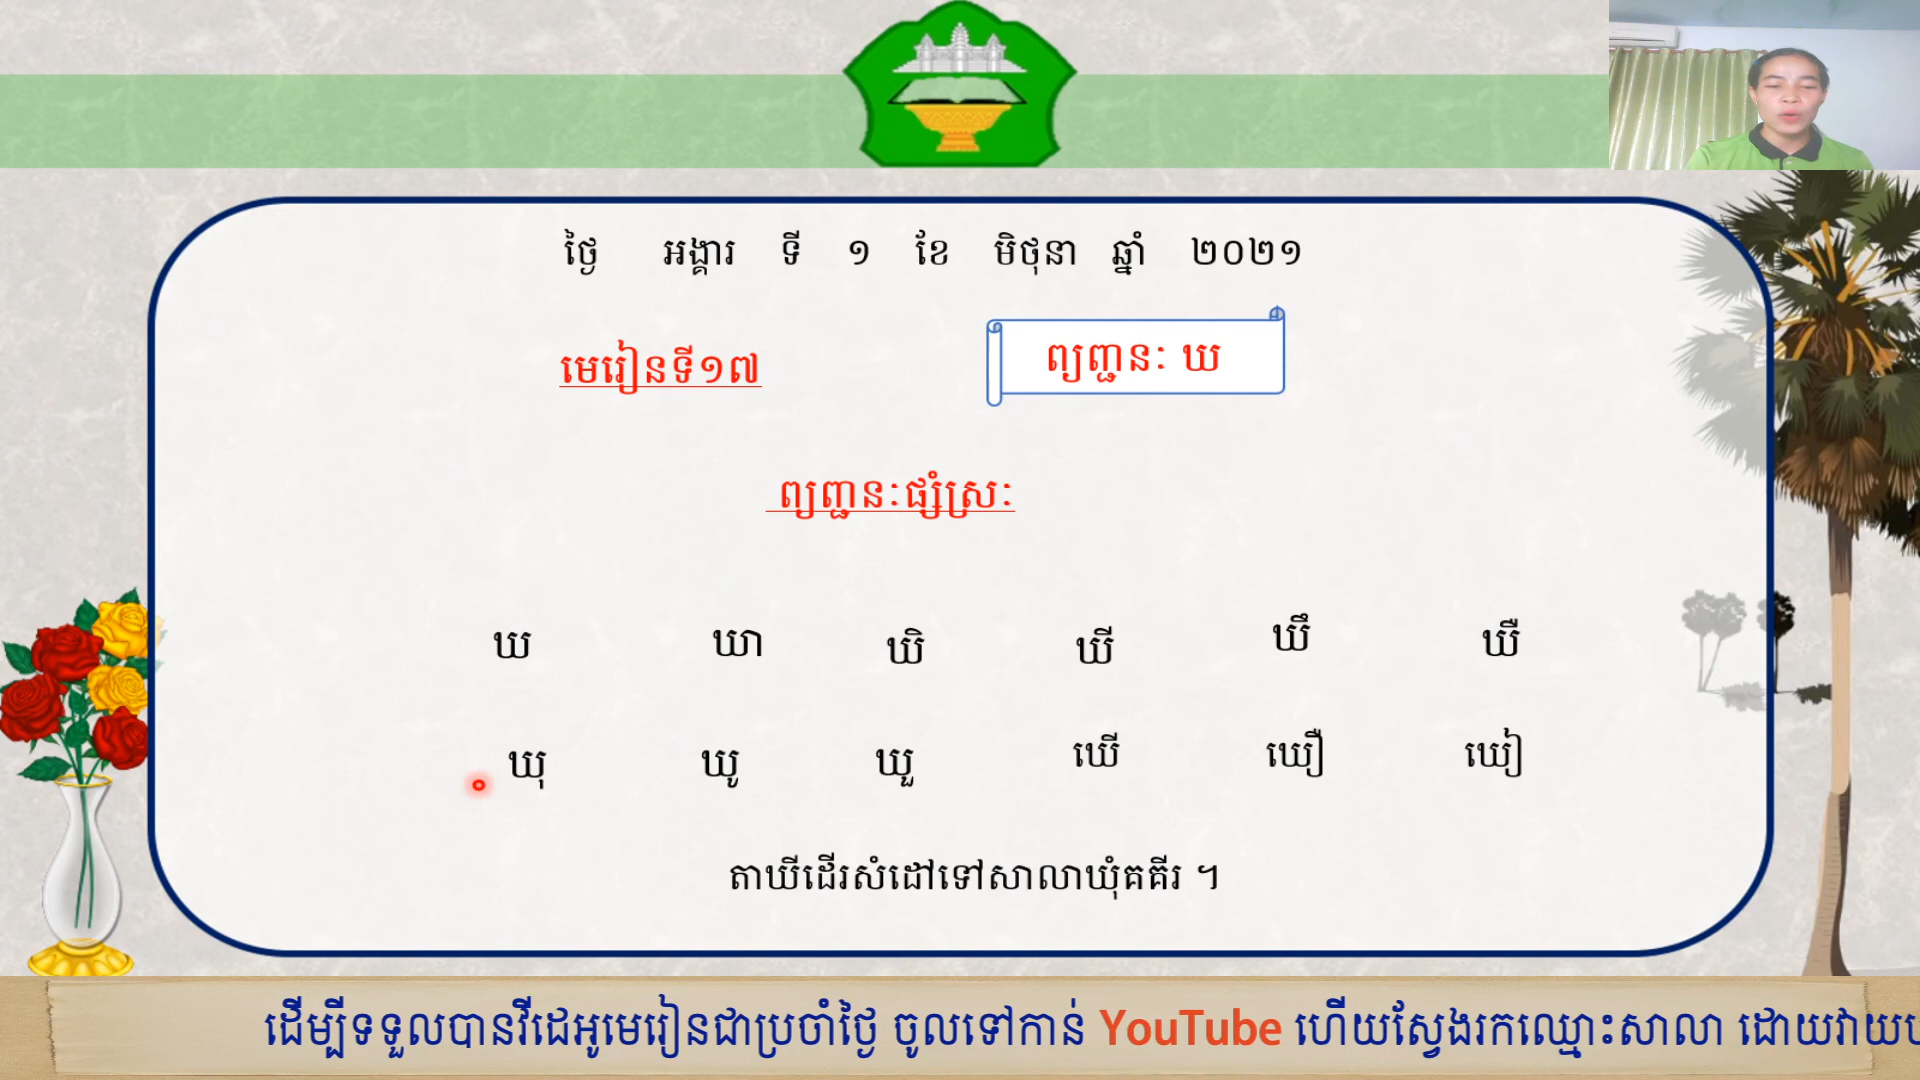 ថ្ងៃ អង្គារ ទី ១ ខែ មិថុនា ឆ្នាំ ២០២១
មេរៀនទី១៧ ព្យញ្ជនៈ ឃ
ព្យញ្ជនៈផ្សំស្រៈ
ឃ ឃា ឃិ ឃី ឃឹ ឃឺ
ឃុ ឃូ ឃួ ឃើ ឃឿ ឃៀ
តាឃីដើរសំដៅទៅសាលាឃុំគគីរ ។
ដើម្បីទទួលបានវីដេអូមេរៀនជាប្រចាំថ្ងៃ ចូលទៅកាន់ YouTube ហើយស្វែងរកឈ្មោះសាលា ដោយវាយ